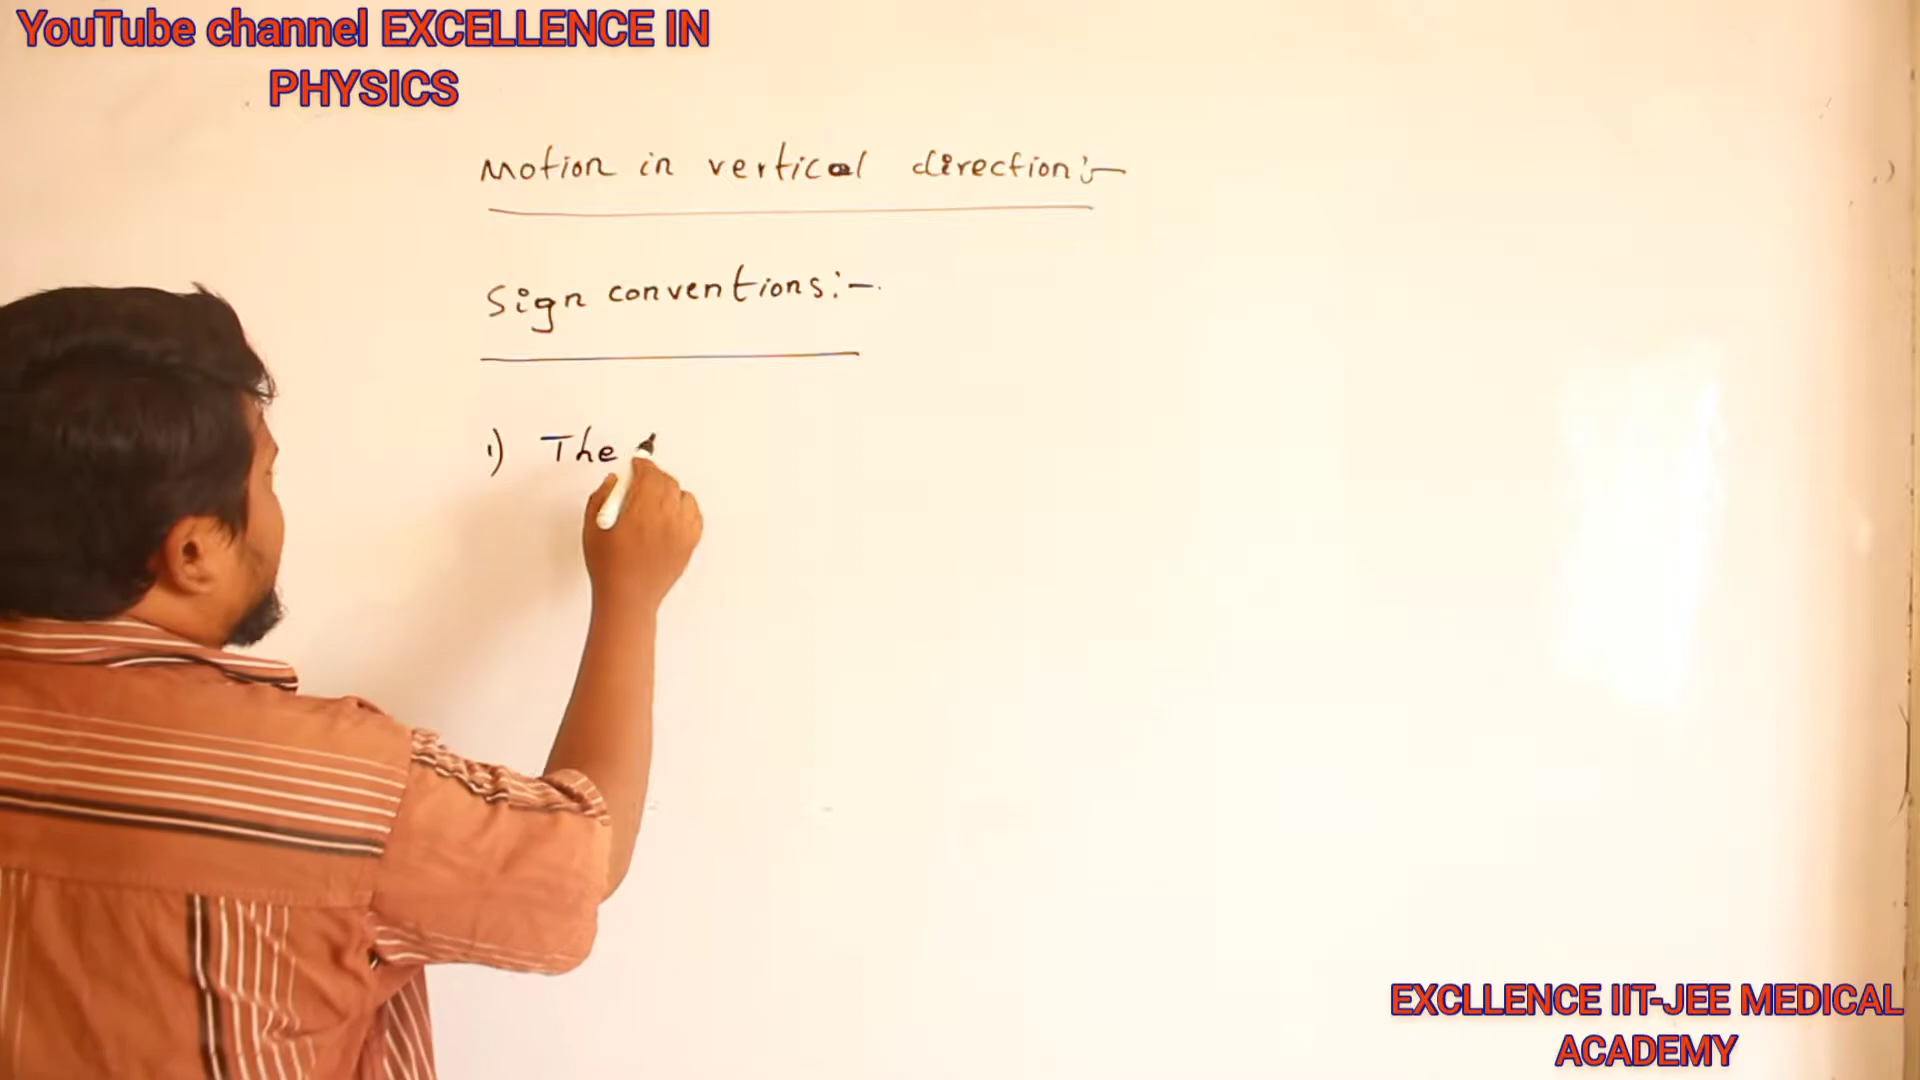 YouTube channel EXCELLENCE IN
PHYSICS
Motion in vertical direction:-
Sign conventions:-
1) The
EXCLLENCE IIT-JEE MEDICAL
ACADEMY